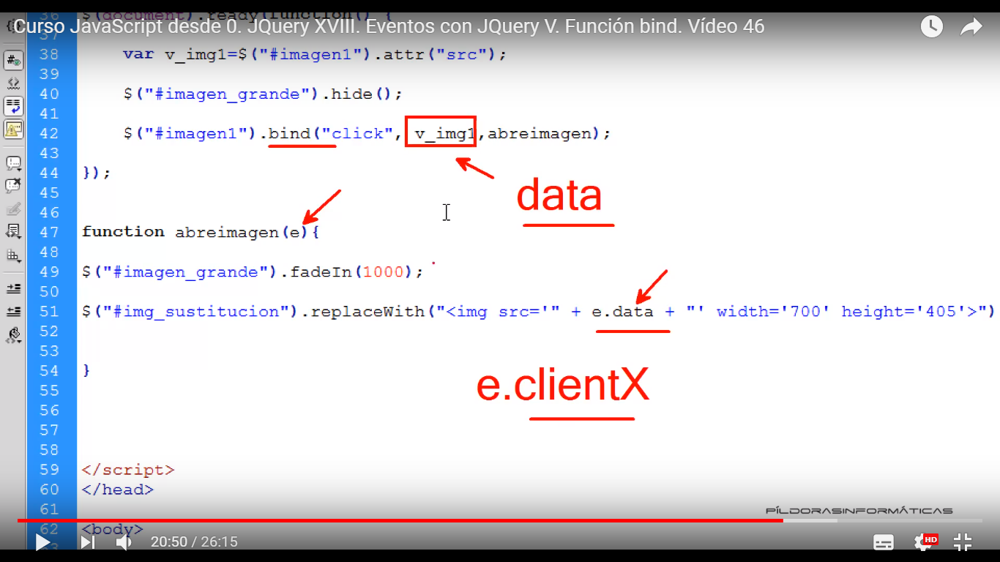 36 $(document).ready(function() {
Curso JavaScript desde 0. JQuery XVIII. Eventos con JQuery V. Función bind. Vídeo 46
37
38 var v_img1=$("#imagen1").attr("src");
39
40 $("#imagen_grande").hide();
41
42 $("#imagen1").bind("click", v_img1,abreimagen);
43
44 });
data
45
46
47 function abreimagen(e){
48
49 $("#imagen_grande").fadeIn(1000);
50
51 $("#img_sustitucion").replaceWith("<img src='" + e.data + "' width='700' height='405'>")
52
53
54 }
e.clientX
55
56
57
58
59 </script>
60 </head>
61
PÍLDORASINFORMÁTICAS
62 <body>
63
20:50 / 26:15
HD